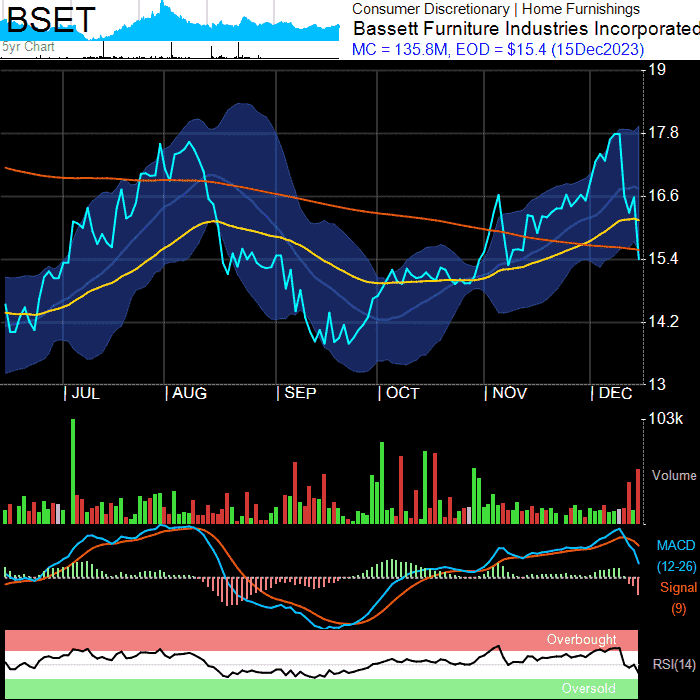 BSET
5yr Chart
Consumer Discretionary | Home Furnishings
Bassett Furniture Industries Incorporated
MC = 135.8M, EOD = $15.4 (15Dec2023)
19
17.8
16.6
15.4
14.2
13
| JUL | AUG | SEP | OCT | NOV | DEC
103k
Volume
MACD
(12-26)
Signal
(9)
Overbought
RSI(14)
Oversold